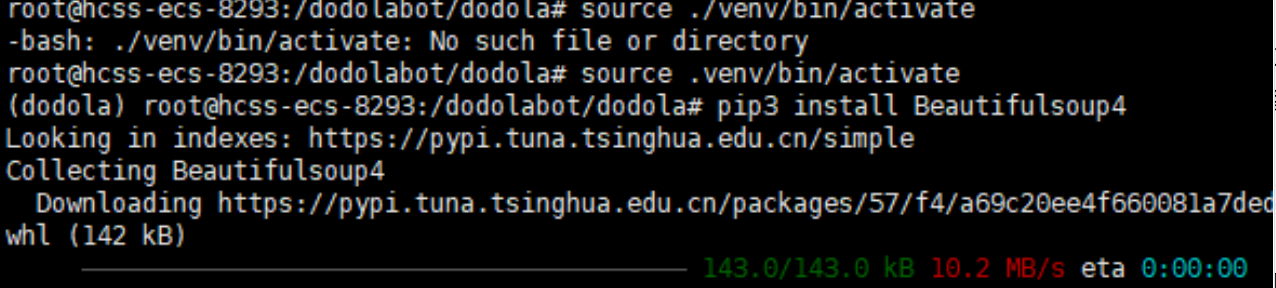 root@hcss-ecs-8293:/dodolabot/dodola# source ./venv/bin/activate
-bash: ./venv/bin/activate: No such file or directory
root@hcss-ecs-8293:/dodolabot/dodola# source .venv/bin/activate
(dodola) root@hcss-ecs-8293:/dodolabot/dodola# pip3 install Beautifulsoup4
Looking in indexes: https://pypi.tuna.tsinghua.edu.cn/simple
Collecting Beautifulsoup4
  Downloading https://pypi.tuna.tsinghua.edu.cn/packages/57/f4/a69c20ee4f660081a7ded
whl (142 kB)
143.0/143.0 kB 10.2 MB/s eta 0:00:00